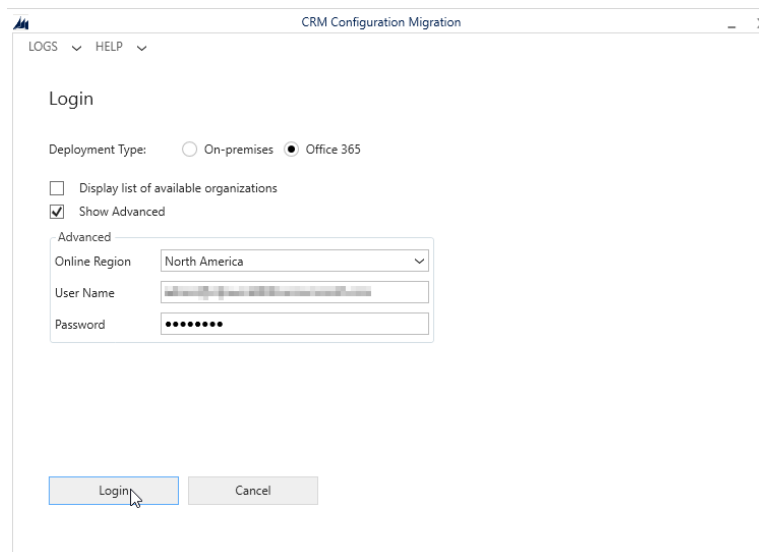 CRM Configuration Migration
LOGS HELP
Login
Deployment Type: On-premises Office 365
Display list of available organizations
Show Advanced
Advanced
Online Region North America
User Name
Password ●●●●●●●●
Login Cancel